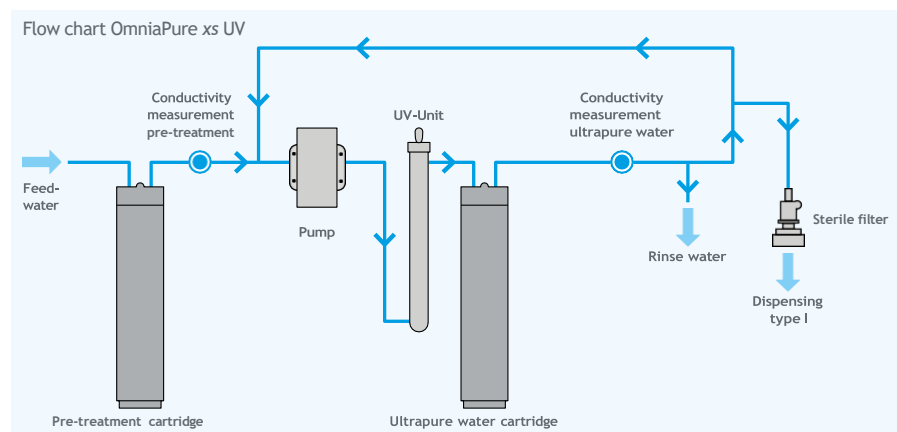 Flow chart OmniaPure xs UV
Conductivity
measurement
pre-treatment
UV-Unit
Conductivity
measurement
ultrapure water
Feed-
water
Pump
Sterile filter
Rinse water
Dispensing
type I
Pre-treatment cartridge
Ultrapure water cartridge